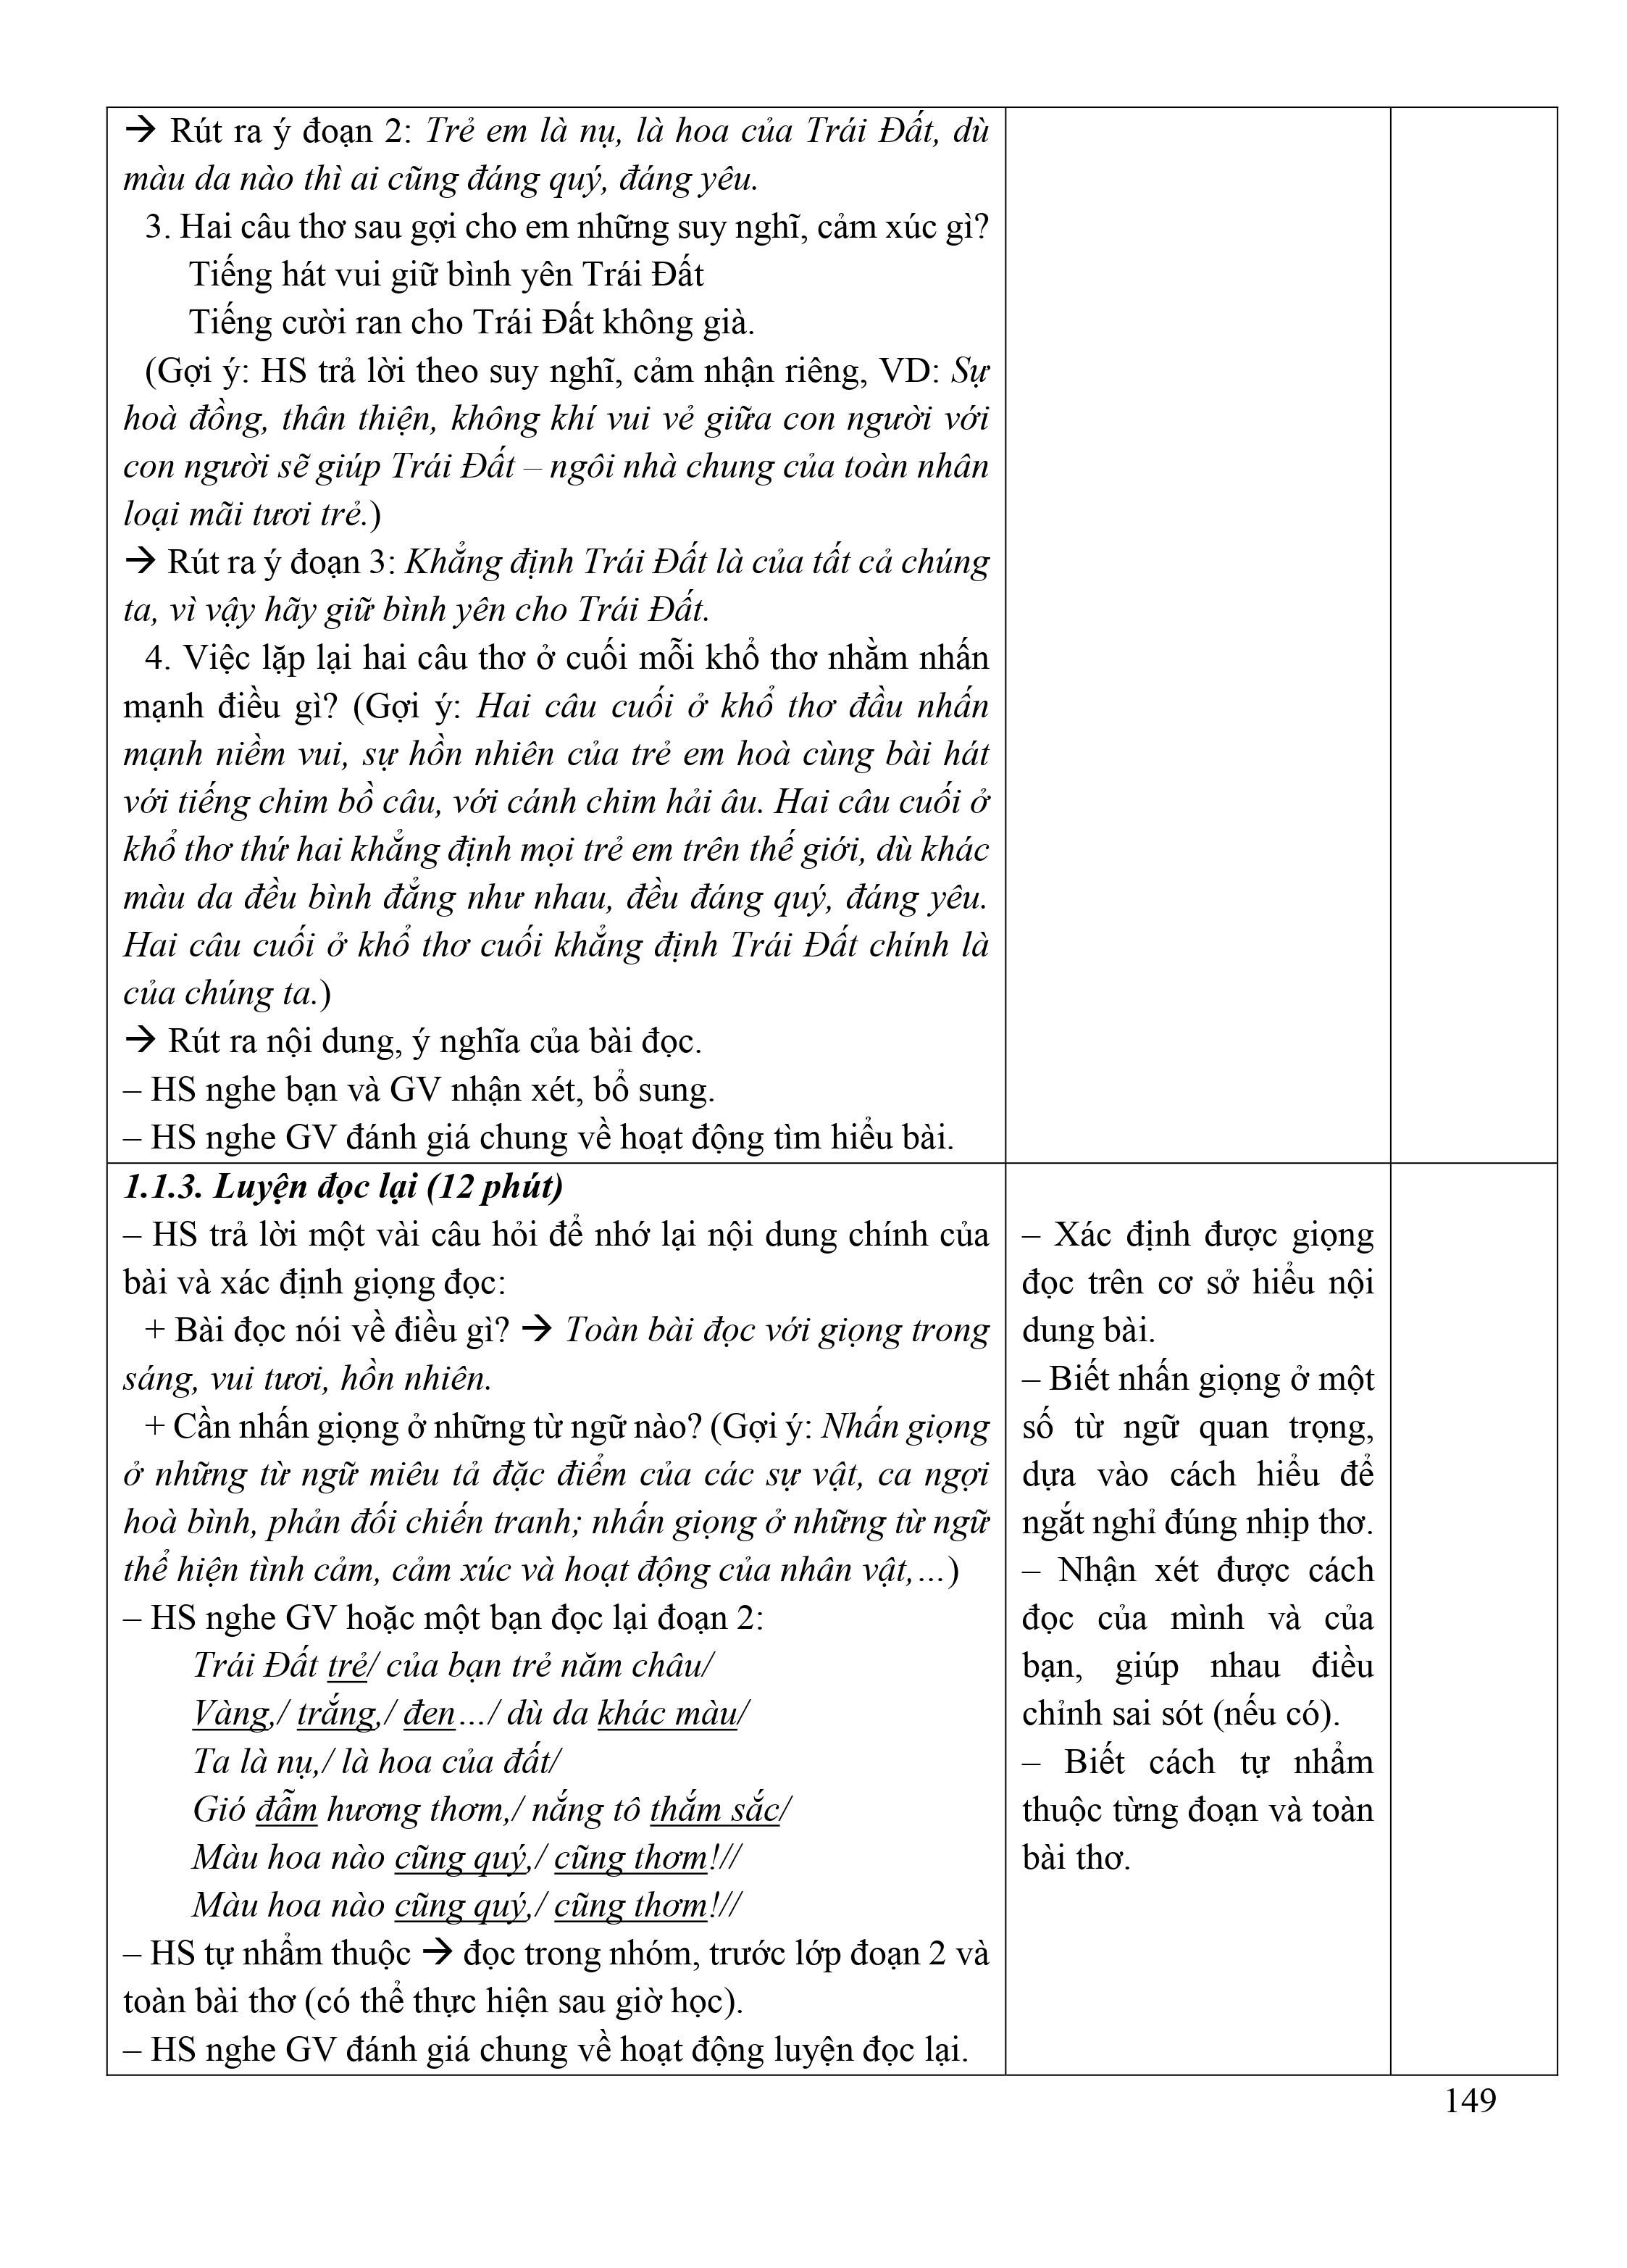 → Rút ra ý đoạn 2: Trẻ em là nụ, là hoa của Trái Đất, dù
màu da nào thì ai cũng đáng quý, đáng yêu.
3. Hai câu thơ sau gợi cho em những suy nghĩ, cảm xúc gì?
Tiếng hát vui giữ bình yên Trái Đất
Tiếng cười ran cho Trái Đất không già.
(Gợi ý: HS trả lời theo suy nghĩ, cảm nhận riêng, VD: Sự
hoà đồng, thân thiện, không khí vui vẻ giữa con người với
con người sẽ giúp Trái Đất – ngôi nhà chung của toàn nhân
loại mãi tươi trẻ.)
→ Rút ra ý đoạn 3: Khẳng định Trái Đất là của tất cả chúng
ta, vì vậy hãy giữ bình yên cho Trái Đất.
4. Việc lặp lại hai câu thơ ở cuối mỗi khổ thơ nhằm nhấn
mạnh điều gì? (Gợi ý: Hai câu cuối ở khổ thơ đầu nhấn
mạnh niềm vui, sự hồn nhiên của trẻ em hoà cùng bài hát
với tiếng chim bồ câu, với cánh chim hải âu. Hai câu cuối ở
khổ thơ thứ hai khẳng định mọi trẻ em trên thế giới, dù khác
màu da đều bình đẳng như nhau, đều đáng quý, đáng yêu.
Hai câu cuối ở khổ thơ cuối khẳng định Trái Đất chính là
của chúng ta.)
→ Rút ra nội dung, ý nghĩa của bài đọc.
– HS nghe bạn và GV nhận xét, bổ sung.
– HS nghe GV đánh giá chung về hoạt động tìm hiểu bài.
1.1.3. Luyện đọc lại (12 phút)
– HS trả lời một vài câu hỏi để nhớ lại nội dung chính của
bài và xác định giọng đọc:
+ Bài đọc nói về điều gì? → Toàn bài đọc với giọng trong
sáng, vui tươi, hồn nhiên.
+ Cần nhấn giọng ở những từ ngữ nào? (Gợi ý: Nhấn giọng
ở những từ ngữ miêu tả đặc điểm của các sự vật, ca ngợi
hoà bình, phản đối chiến tranh; nhấn giọng ở những từ ngữ
thể hiện tình cảm, cảm xúc và hoạt động của nhân vật,…)
– HS nghe GV hoặc một bạn đọc lại đoạn 2:
Trái Đất trẻ/ của bạn trẻ năm châu/
Vàng,/ trắng,/ đen…/ dù da khác màu/
Ta là nụ,/ là hoa của đất/
Gió đẫm hương thơm,/ nắng tô thắm sắc/
Màu hoa nào cũng quý,/ cũng thơm!//
Màu hoa nào cũng quý,/ cũng thơm!//
– HS tự nhẩm thuộc → đọc trong nhóm, trước lớp đoạn 2 và
toàn bài thơ (có thể thực hiện sau giờ học).
– HS nghe GV đánh giá chung về hoạt động luyện đọc lại.
– Xác định được giọng
đọc trên cơ sở hiểu nội
dung bài.
– Biết nhấn giọng ở một
số từ ngữ quan trọng,
dựa vào cách hiểu để
ngắt nghỉ đúng nhịp thơ.
– Nhận xét được cách
đọc của mình và của
bạn, giúp nhau điều
chỉnh sai sót (nếu có).
– Biết cách tự nhẩm
thuộc từng đoạn và toàn
bài thơ.
149